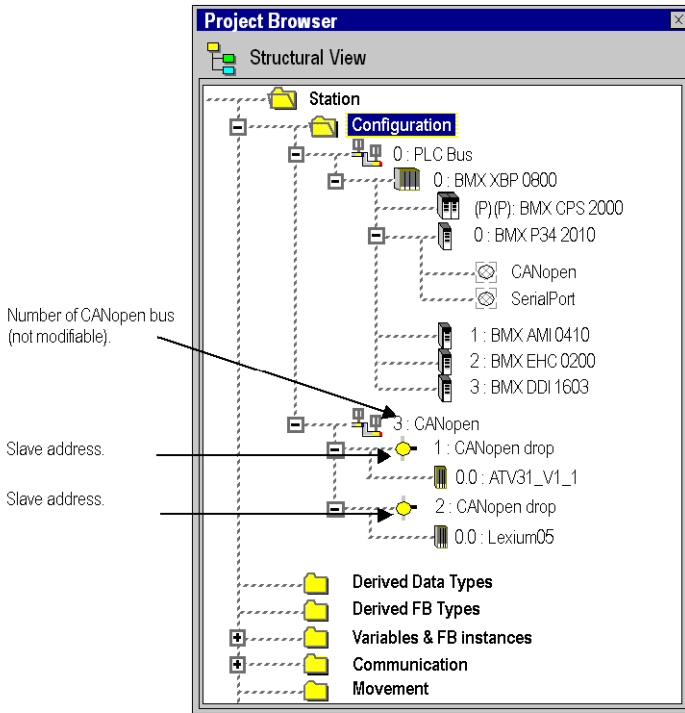 Project Browser
Structural View
Station
Configuration
0 : PLC Bus
0 : BMX XBP 0800
(P) (P): BMX CPS 2000
0 : BMX P34 2010
CANopen
SerialPort
Number of CANopen bus
(not modifiable).
1 : BMX AMI 0410
2 : BMX EHC 0200
3 : BMX DDI 1603
3 : CANopen
Slave address.
1 : CANopen drop
0.0 : ATV31_V1_1
Slave address.
2 : CANopen drop
0.0 : Lexium05
Derived Data Types
Derived FB Types
Variables & FB instances
Communication
Movement